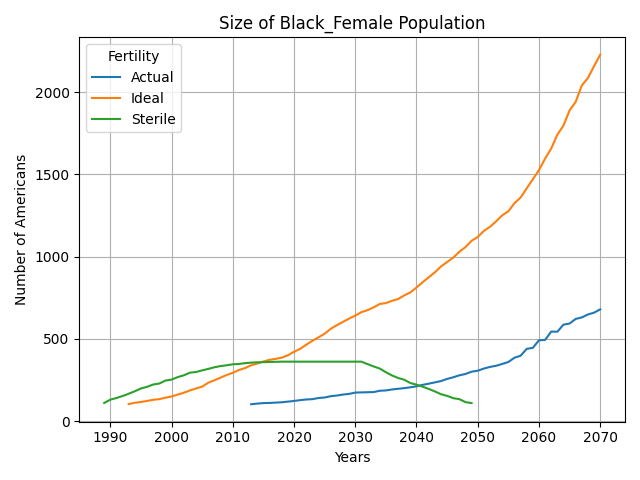 Size of Black_Female Population
Fertility
Actual
Ideal
Sterile
Number of Americans
2000
1500
1000
500
0
1990 2000 2010 2020 2030 2040 2050 2060 2070
Years